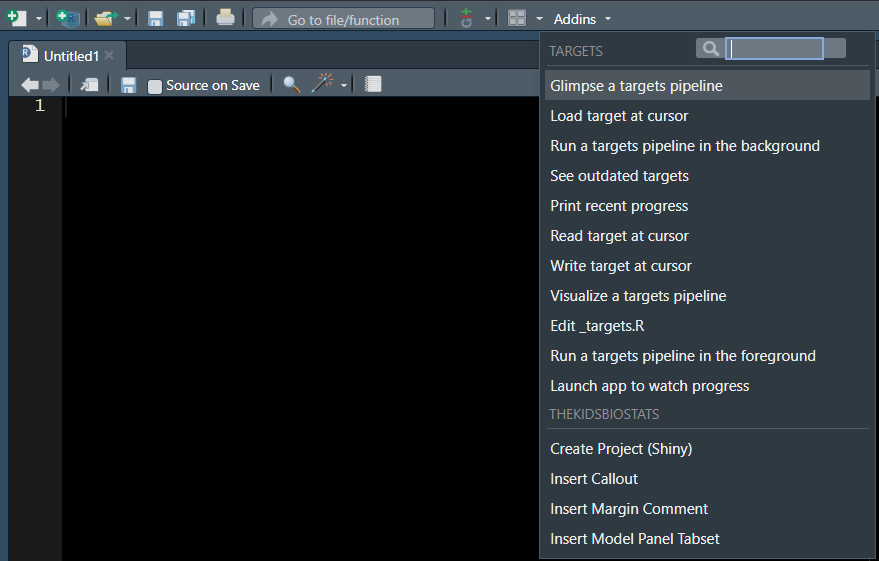 Go to file/function
Addins
Untitled1
Source on Save
1
TARGETS
Glimpse a targets pipeline
Load target at cursor
Run a targets pipeline in the background
See outdated targets
Print recent progress
Read target at cursor
Write target at cursor
Visualize a targets pipeline
Edit _targets.R
Run a targets pipeline in the foreground
Launch app to watch progress
THEKIDSBIOSTATS
Create Project (Shiny)
Insert Callout
Insert Margin Comment
Insert Model Panel Tabset